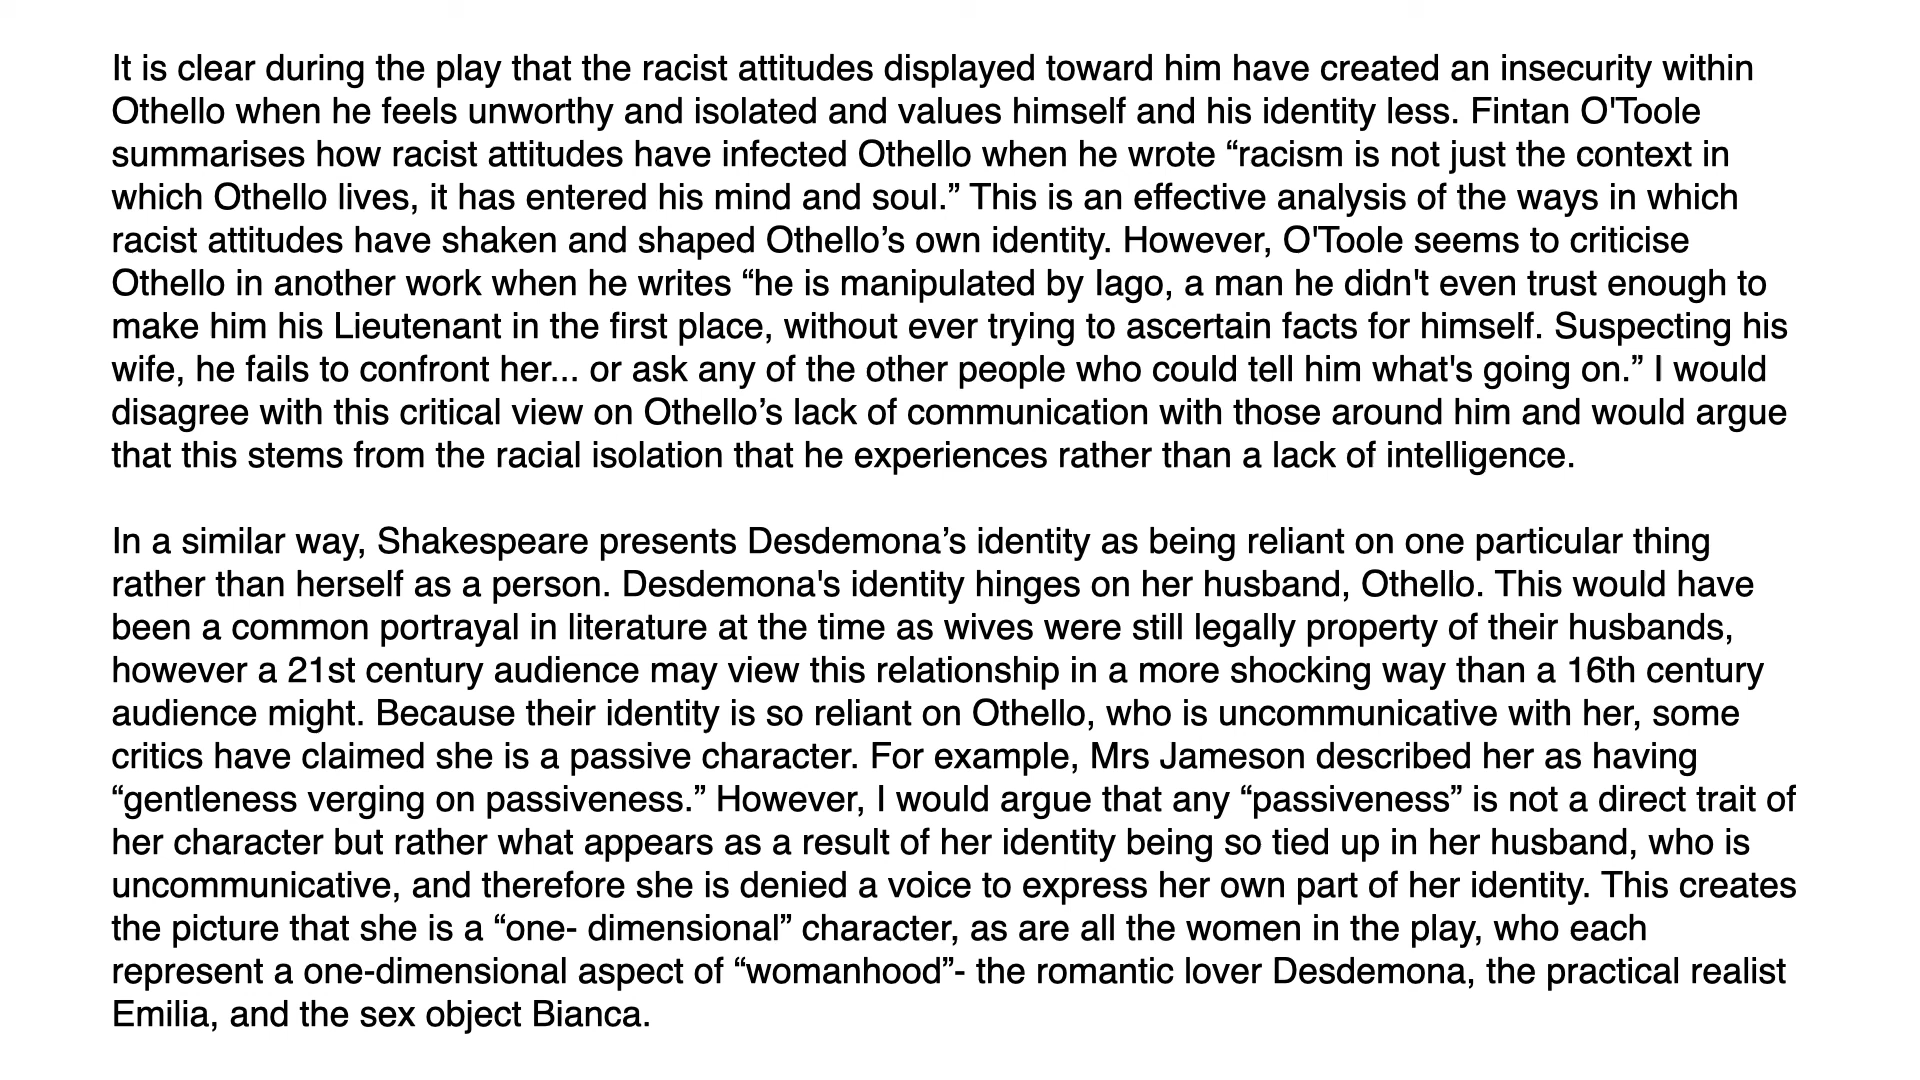 It is clear during the play that the racist attitudes displayed toward him have created an insecurity within
Othello when he feels unworthy and isolated and values himself and his identity less. Fintan O'Toole
summarises how racist attitudes have infected Othello when he wrote “racism is not just the context in
which Othello lives, it has entered his mind and soul.” This is an effective analysis of the ways in which
racist attitudes have shaken and shaped Othello’s own identity. However, O'Toole seems to criticise
Othello in another work when he writes “he is manipulated by Iago, a man he didn't even trust enough to
make him his Lieutenant in the first place, without ever trying to ascertain facts for himself. Suspecting his
wife, he fails to confront her... or ask any of the other people who could tell him what's going on.” I would
disagree with this critical view on Othello’s lack of communication with those around him and would argue
that this stems from the racial isolation that he experiences rather than a lack of intelligence.

In a similar way, Shakespeare presents Desdemona’s identity as being reliant on one particular thing
rather than herself as a person. Desdemona's identity hinges on her husband, Othello. This would have
been a common portrayal in literature at the time as wives were still legally property of their husbands,
however a 21st century audience may view this relationship in a more shocking way than a 16th century
audience might. Because their identity is so reliant on Othello, who is uncommunicative with her, some
critics have claimed she is a passive character. For example, Mrs Jameson described her as having
“gentleness verging on passiveness.” However, I would argue that any “passiveness” is not a direct trait of
her character but rather what appears as a result of her identity being so tied up in her husband, who is
uncommunicative, and therefore she is denied a voice to express her own part of her identity. This creates
the picture that she is a “one- dimensional” character, as are all the women in the play, who each
represent a one-dimensional aspect of “womanhood”- the romantic lover Desdemona, the practical realist
Emilia, and the sex object Bianca.